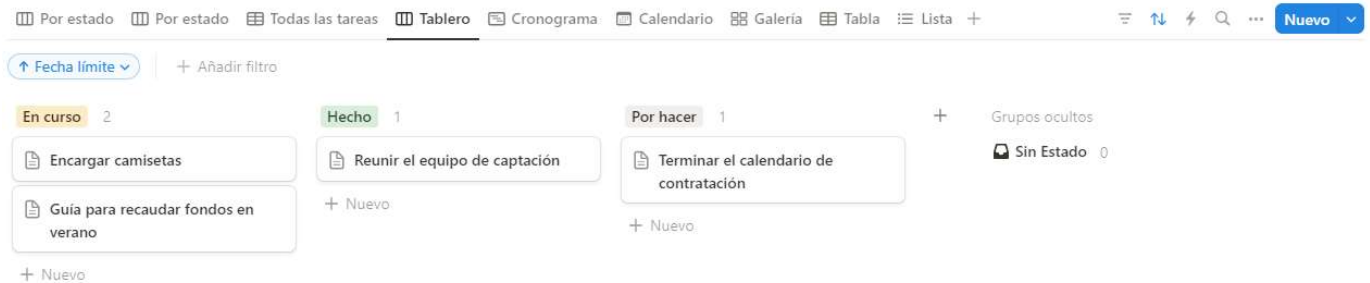 Por estado Por estado Todas las tareas Tablero Cronograma Calendario Galería Tabla Lista Nuevo
Fecha límite Añadir filtro
En curso 2
Encargar camisetas
Guía para recaudar fondos en
verano
Nuevo
Hecho 1
Reunir el equipo de captación
Nuevo
Por hacer 1
Terminar el calendario de
contratación
Nuevo
Grupos ocultos
Sin Estado 0